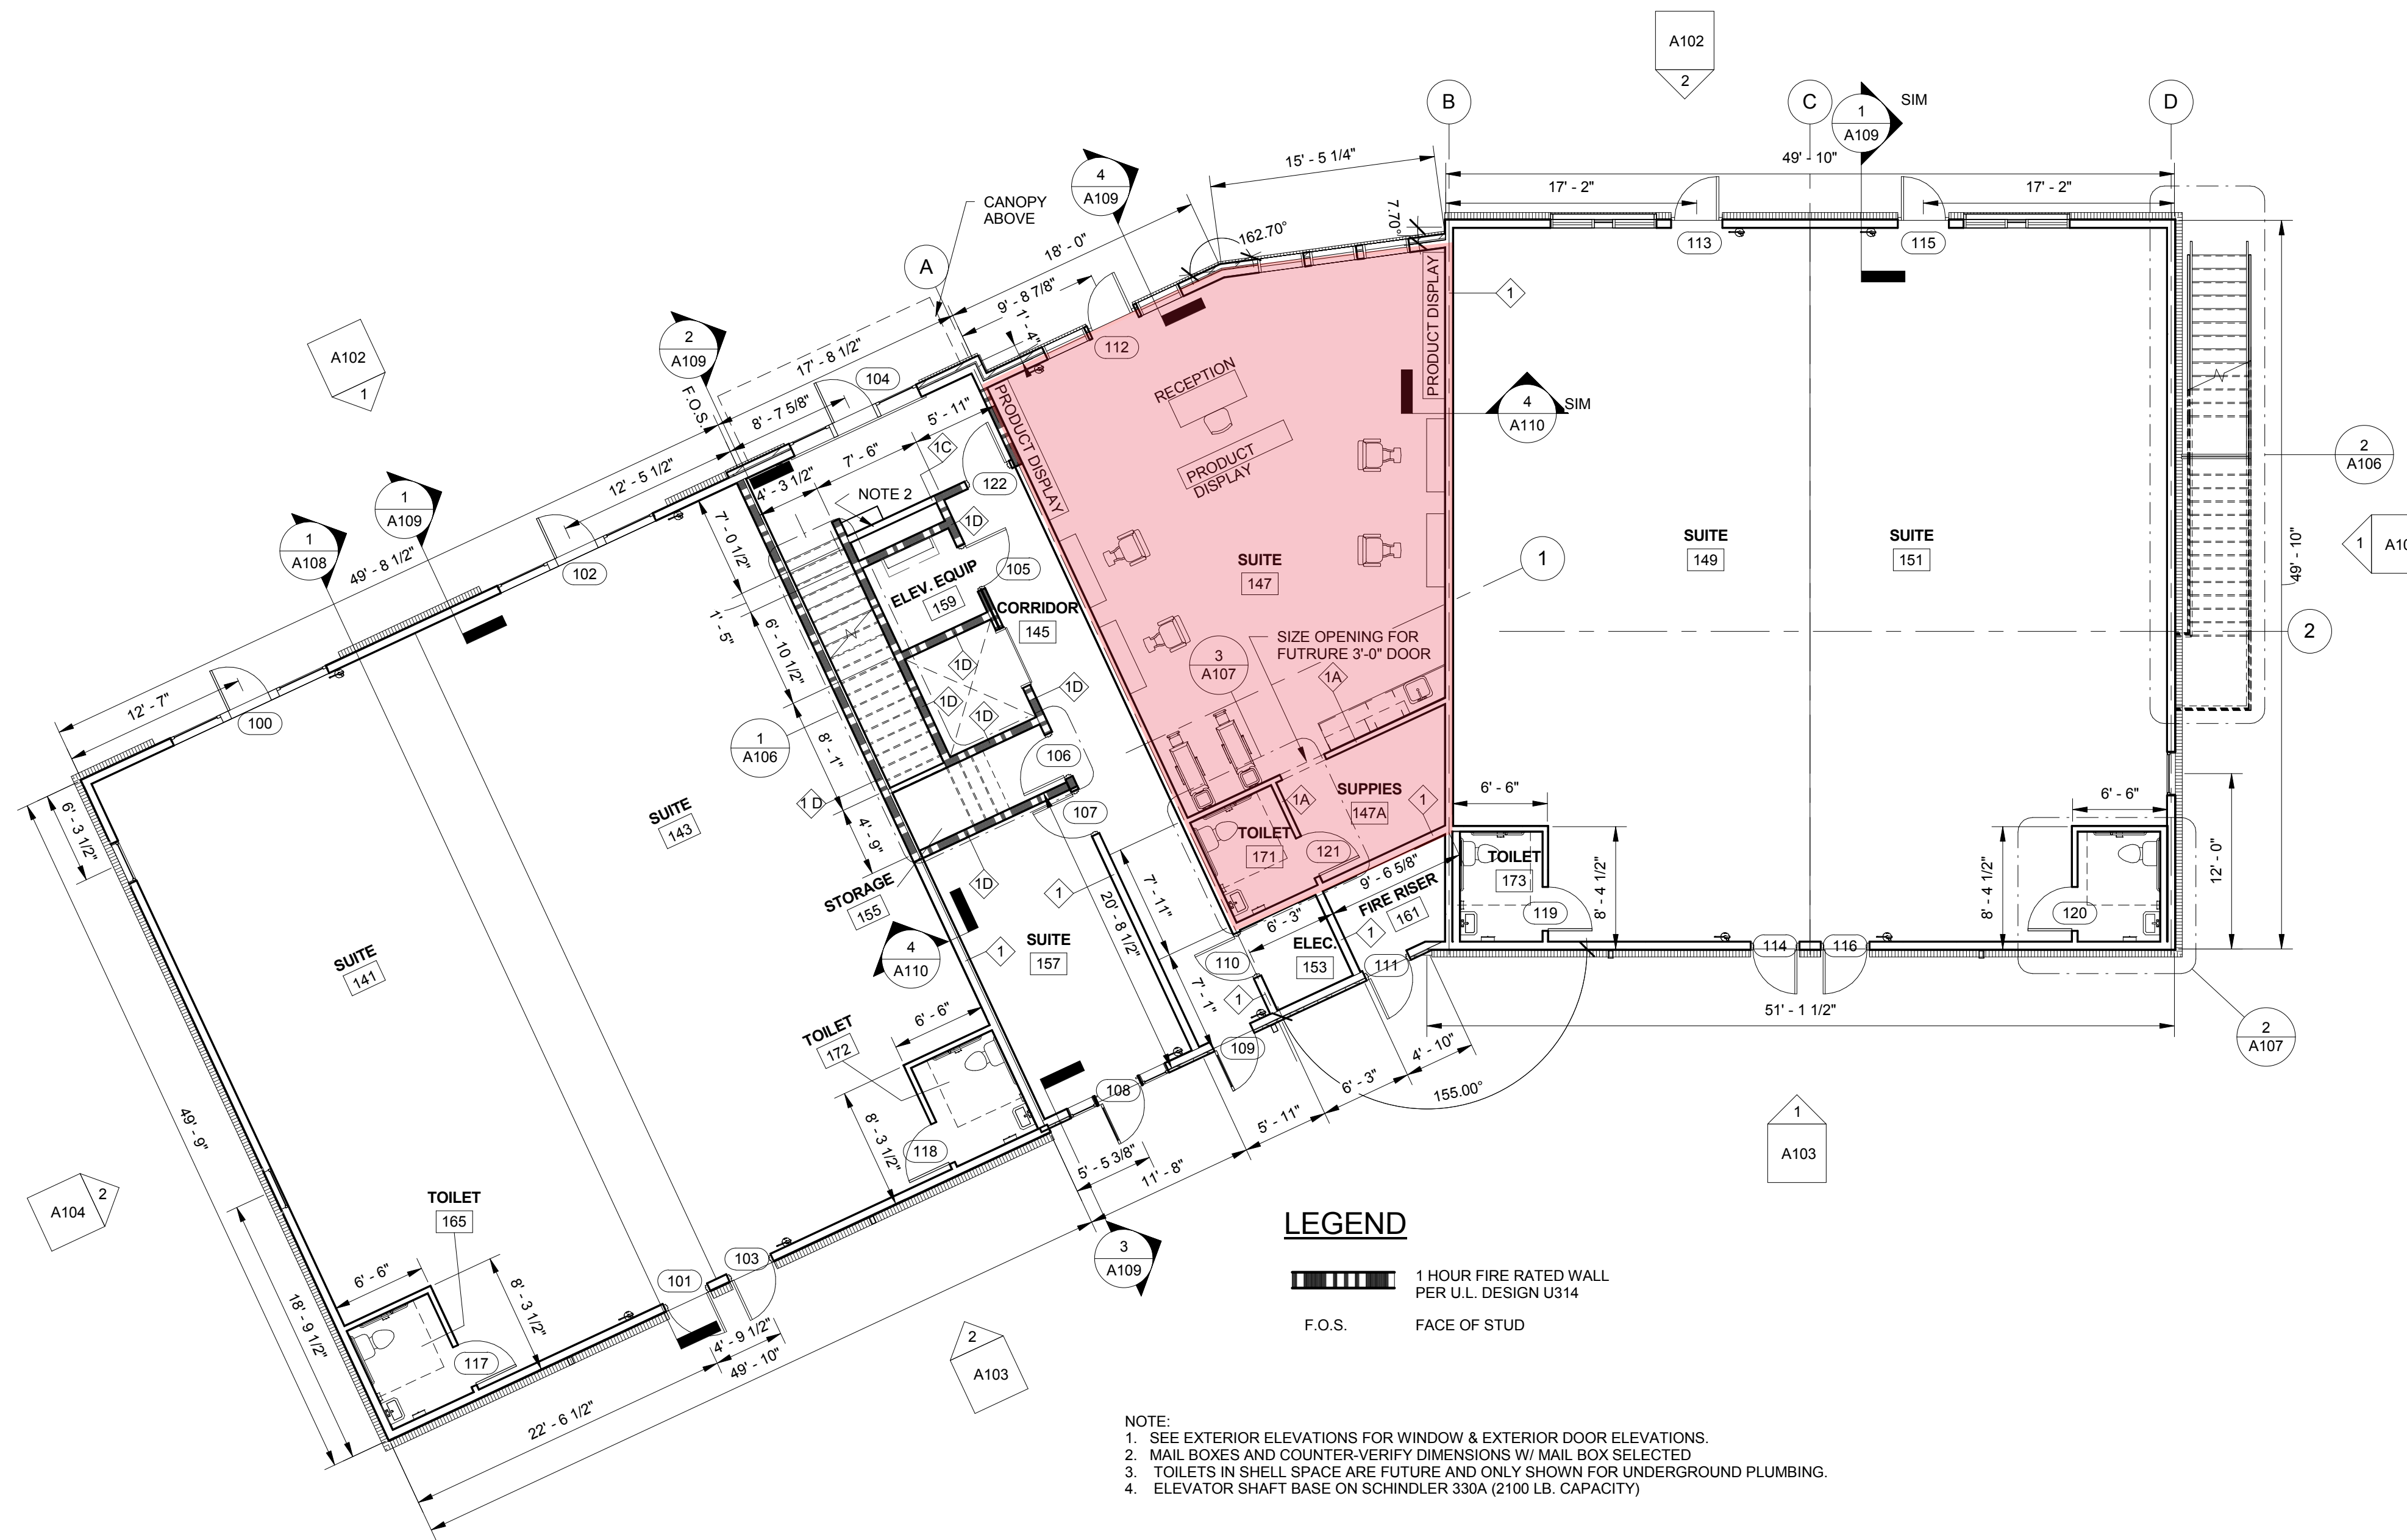 A102
2
B
C
D
1
A109
SIM
49' - 10"
17' - 2"
17' - 2"
15' - 5 1/4"
4
A109
CANOPY
ABOVE
18' - 0"
162.70°
7.70°
113
115
A
9' - 8 7/8"
1' - 4"
112
PRODUCT DISPLAY
1
A102
1
2
A109
F.O.S.
17' - 8 1/2"
8' - 7 5/8"
104
5' - 11"
PRODUCT DISPLAY
RECEPTION
PRODUCT
DISPLAY
4
A110
SIM
12' - 5 1/2"
7' - 6"
1C
4' - 3 1/2"
NOTE 2
122
2
A106
1
A109
1
A108
49' - 8 1/2"
102
7' - 0 1/2"
1D
105
ELEV. EQUIP
159
CORRIDOR
145
SUITE
147
1
SUITE
149
SUITE
151
49' - 10"
1
1' - 5"
6' - 10 1/2"
1D
1D
1D
1D
SIZE OPENING FOR
FUTRURE 3'-0" DOOR
3
A107
1A
2
12' - 7"
100
1
A106
8' - 1"
106
1 D
107
4' - 9"
1A
SUPPIES
147A
1
6' - 6"
6' - 6"
12' - 0"
6' - 3 1/2"
SUITE
143
STORAGE
155
1D
1
7' - 11"
20' - 8 1/2"
TOILET
171
121
9' - 6 5/8"
FIRE RISER
161
TOILET
173
119
8' - 4 1/2"
8' - 4 1/2"
120
6' - 3"
ELEC.
153
1
110
111
114
116
SUITE
141
4
A110
1
SUITE
157
7' - 1"
1
51' - 1 1/2"
2
A107
TOILET
172
6' - 6"
109
4' - 10"
6' - 3"
155.00°
108
8' - 3 1/2"
118
5' - 11"
5' - 5 3/8"
11' - 8"
1
A103
49' - 9"
A104
2
TOILET
165
3
A109
6' - 6"
8' - 3 1/2"
18' - 9 1/2"
117
101
103
4' - 9 1/2"
49' - 10"
22' - 6 1/2"
2
A103
LEGEND
1 HOUR FIRE RATED WALL
PER U.L. DESIGN U314
F.O.S. FACE OF STUD
NOTE:
1. SEE EXTERIOR ELEVATIONS FOR WINDOW & EXTERIOR DOOR ELEVATIONS.
2. MAIL BOXES AND COUNTER-VERIFY DIMENSIONS W/ MAIL BOX SELECTED
3. TOILETS IN SHELL SPACE ARE FUTURE AND ONLY SHOWN FOR UNDERGROUND PLUMBING.
4. ELEVATOR SHAFT BASE ON SCHINDLER 330A (2100 LB. CAPACITY)